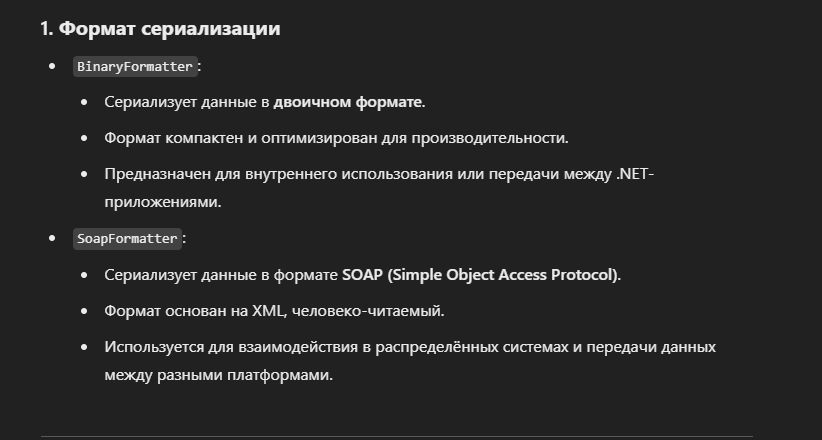 1. Формат сериализации
BinaryFormatter:
Сериализует данные в двоичном формате.
Формат компактен и оптимизирован для производительности.
Предназначен для внутреннего использования или передачи между .NET-
приложениями.
SoapFormatter:
Сериализует данные в формате SOAP (Simple Object Access Protocol).
Формат основан на XML, человеко-читаемый.
Используется для взаимодействия в распределённых системах и передачи данных
между разными платформами.